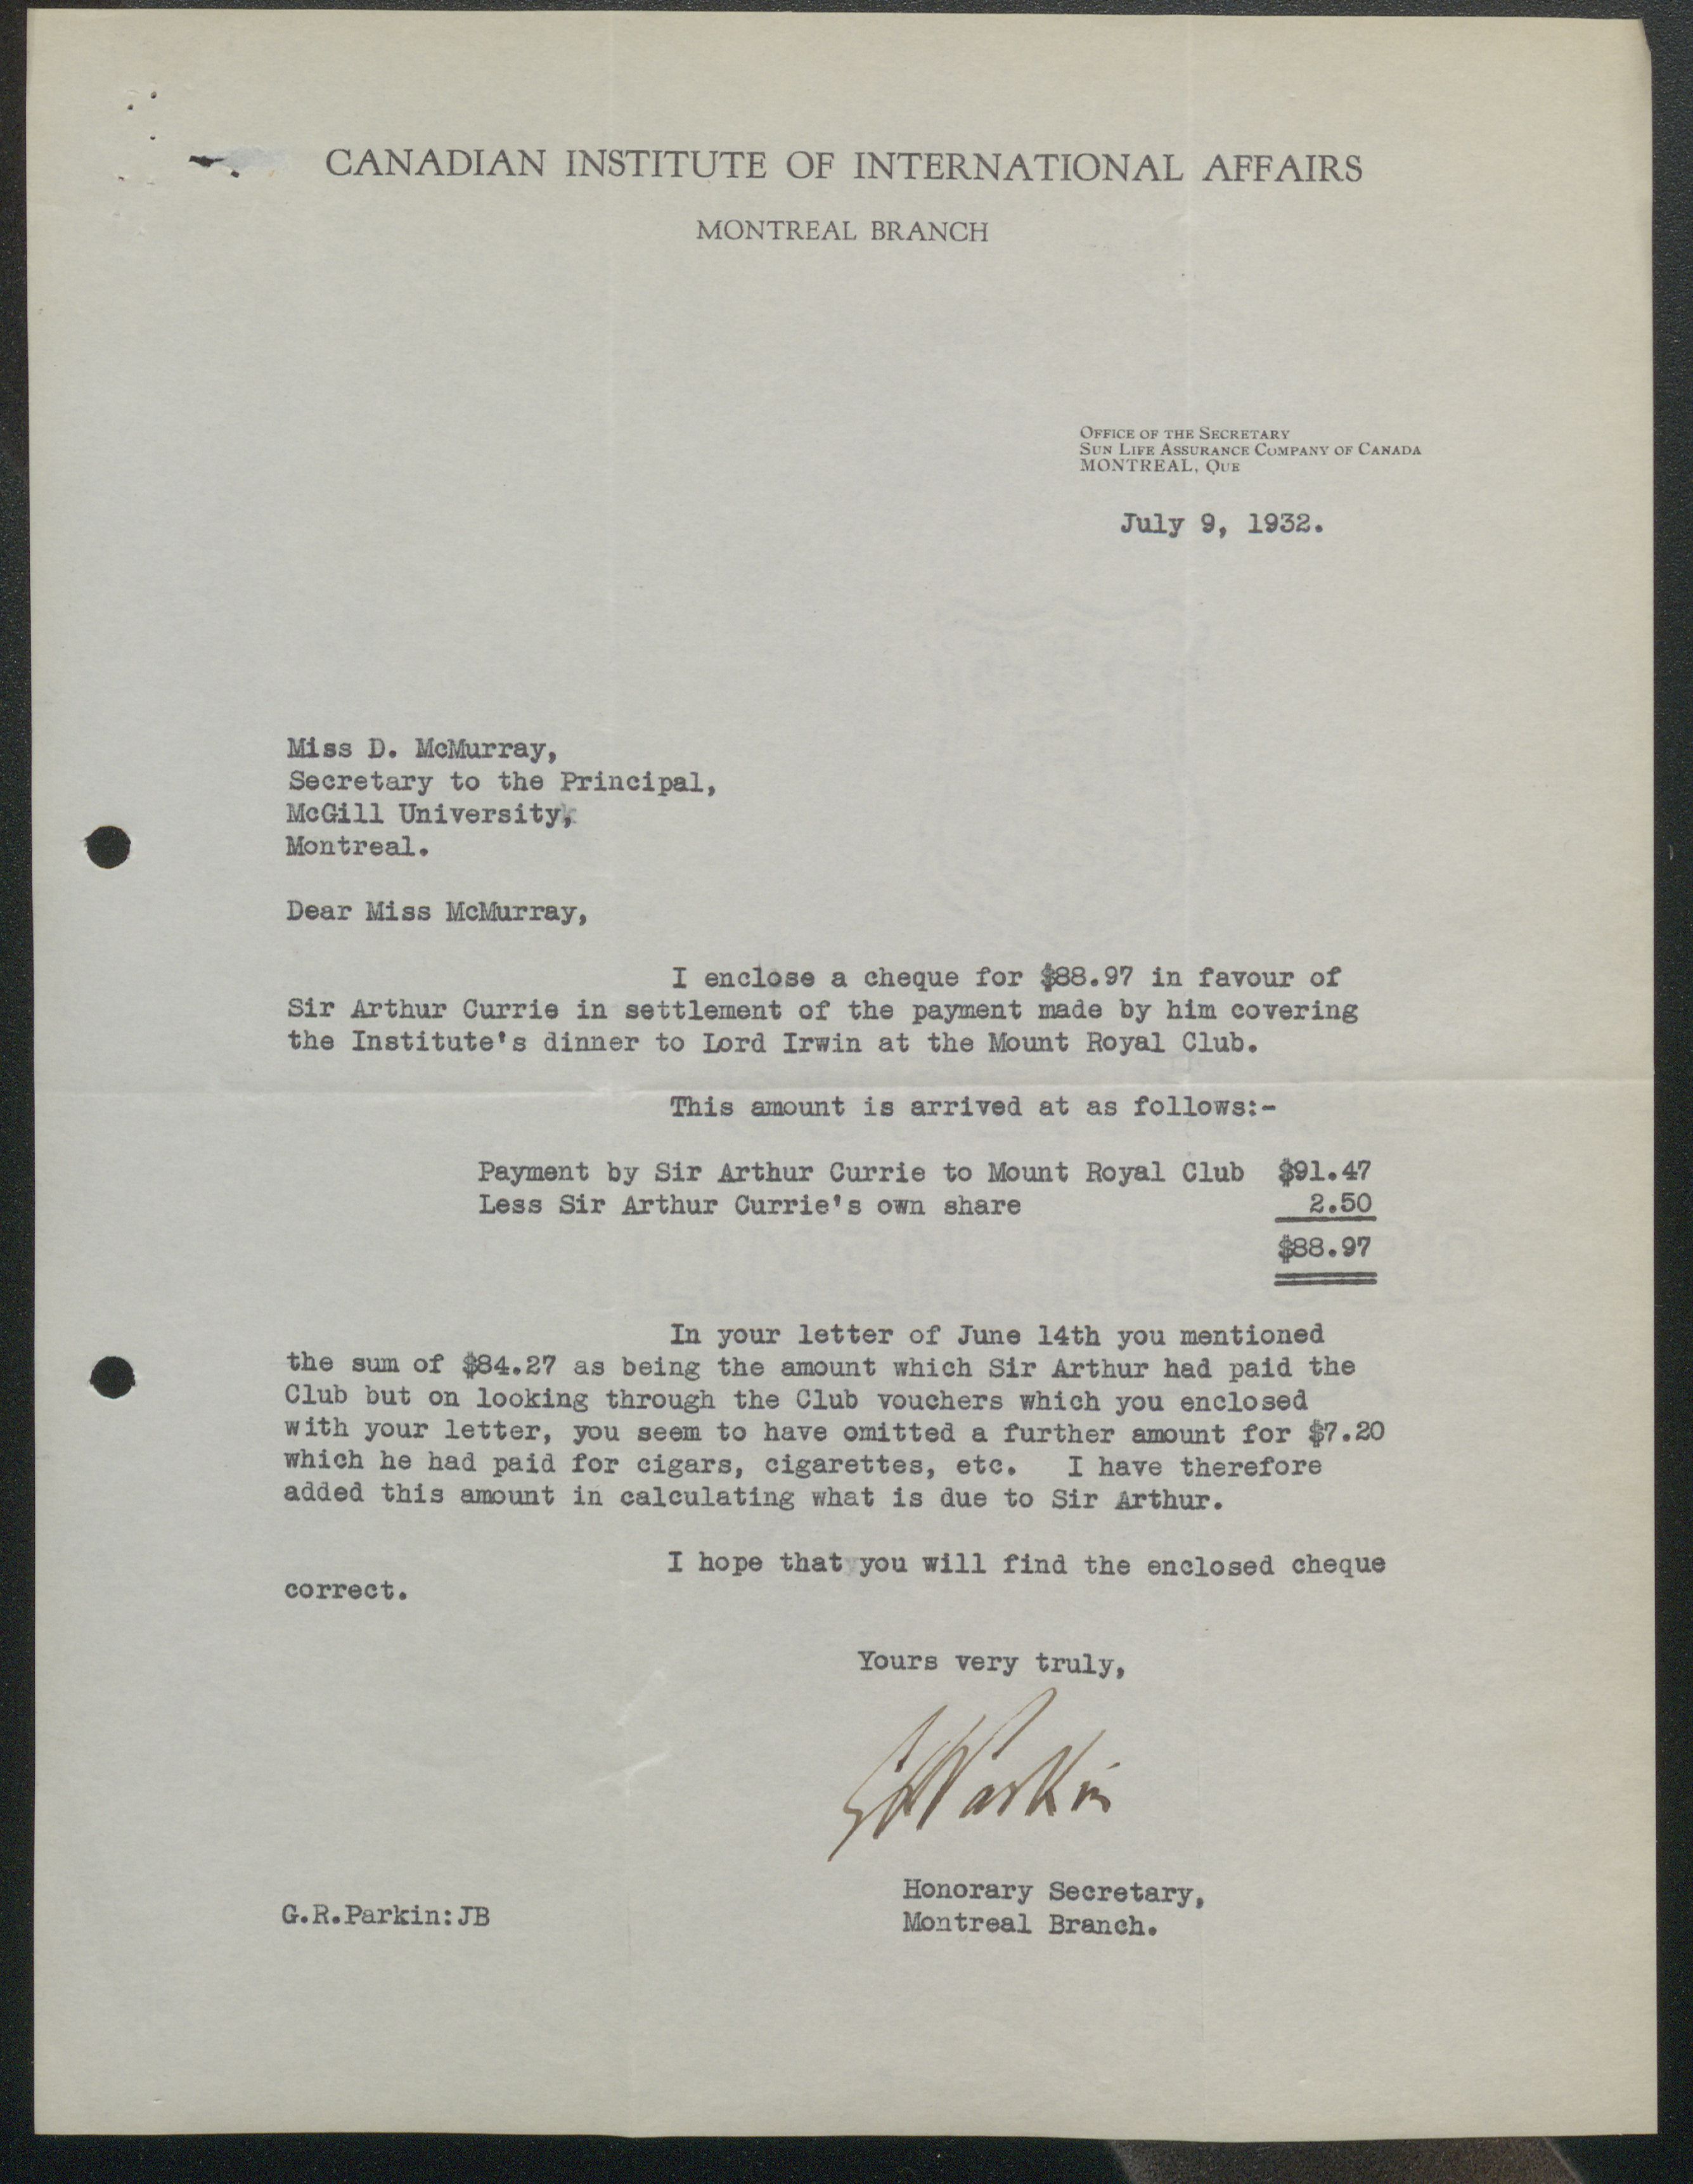 CANADIAN INSTITUTE OF INTERNATIONAL AFFAIRS
MONTREAL BRANCH
OFFICE OF THE SECRETARY
SUN LIFE ASSURANCE COMPANY OF CANADA
MONTREAL, QUE
July 9, 1932.
Miss D. McMurray,
Secretary to the Principal,
McGill University,
Montreal.
Dear Miss McMurray,
I enclose a cheque for $88.97 in favour of
Sir Arthur Currie in settlement of the payment made by him covering
the Institute's dinner to Lord Irwin at the Mount Royal Club.
This amount is arrived at as follows:-
Payment by Sir Arthur Currie to Mount Royal Club $91.47
Less Sir Arthur Currie's own share 2.50
$88.97
In your letter of June 14th you mentioned
the sum of $84.27 as being the amount which Sir Arthur had paid the
Club but on looking through the Club vouchers which you enclosed
with your letter, you seem to have omitted a further amount for $7.20
which he had paid for cigars, cigarettes, etc. I have therefore
added this amount in calculating what is due to Sir Arthur.
I hope that you will find the enclosed cheque
correct.
Yours very truly,
GRParkin
Honorary Secretary,
G.R.Parkin:JB
Montreal Branch.